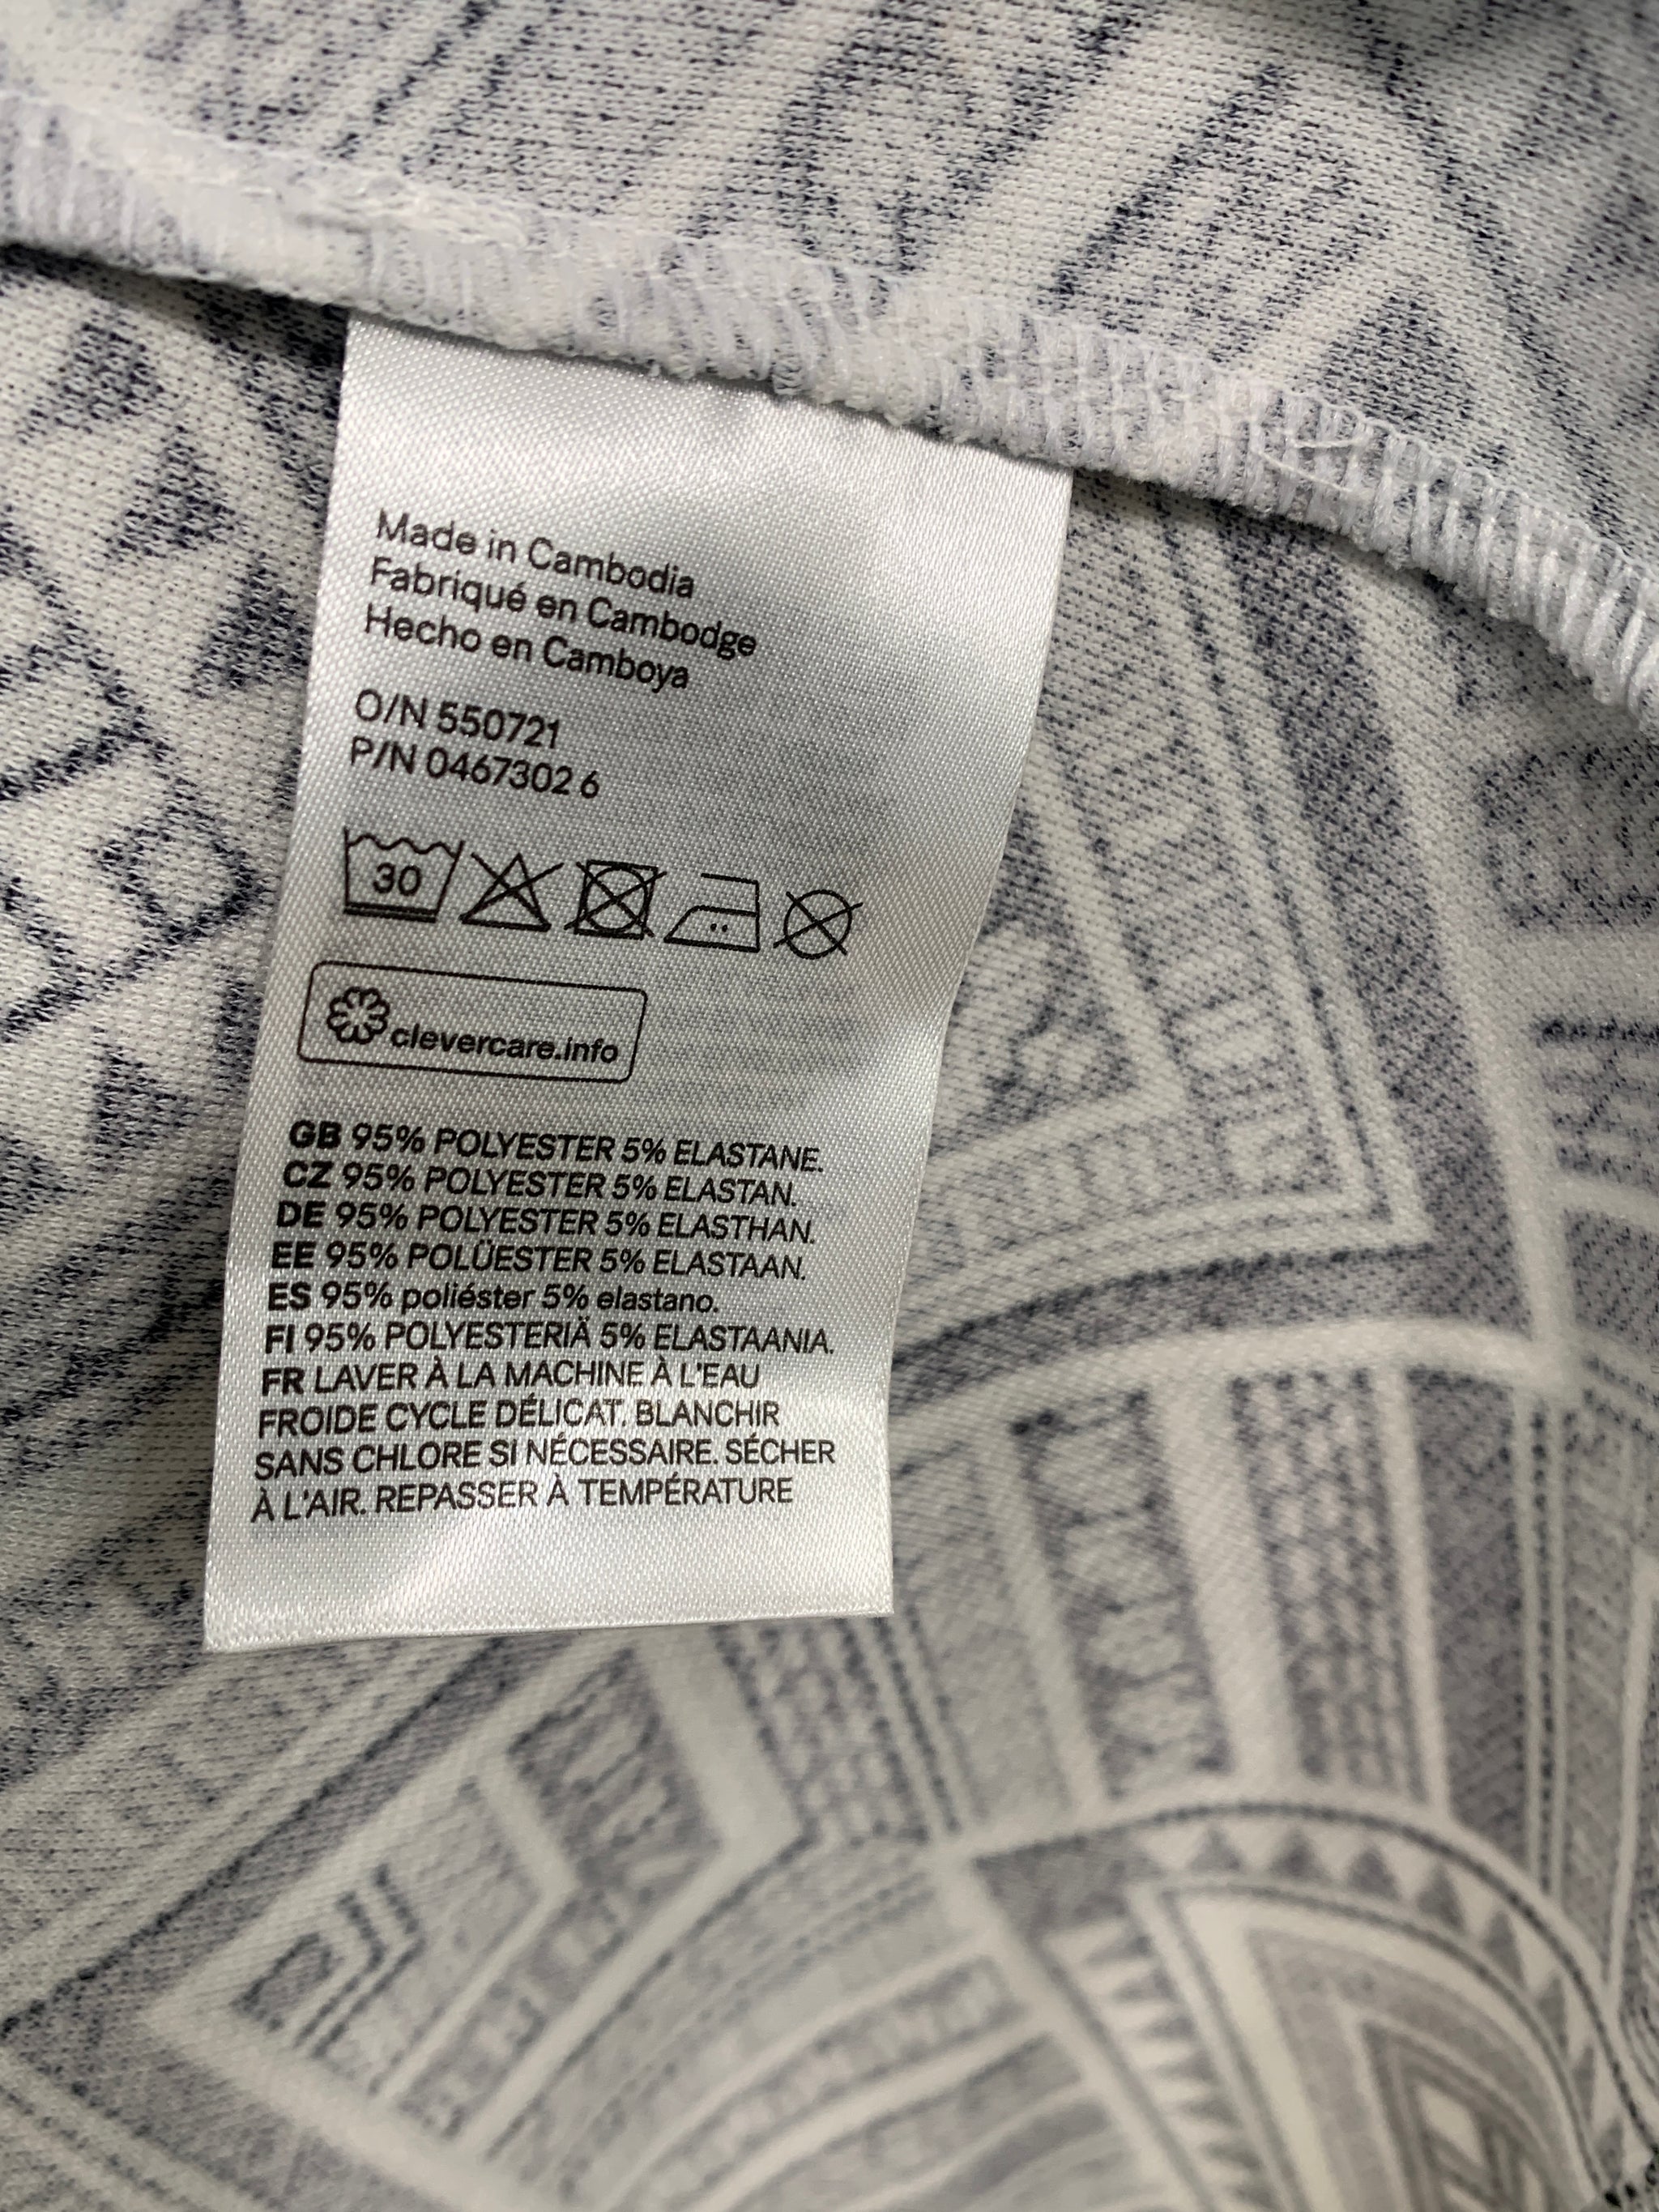 Made in Cambodia
Fabriqué en Cambodge
Hecho en Camboya
O/N 550721
P/N 0467302 6
30
clevercare.info
GB 95% POLYESTER 5% ELASTANE.
CZ 95% POLYESTER 5% ELASTAN.
DE 95% POLYESTER 5% ELASTHAN.
EE 95% POLÜESTER 5% ELASTAAN.
ES 95% poliéster 5% elastano.
FI 95% POLYESTERIÄ 5% ELASTAANIA.
FR LAVER À LA MACHINE À L'EAU
FROIDE CYCLE DÉLICAT. BLANCHIR
SANS CHLORE SI NÉCESSAIRE. SÉCHER
À L'AIR. REPASSER À TEMPÉRATURE